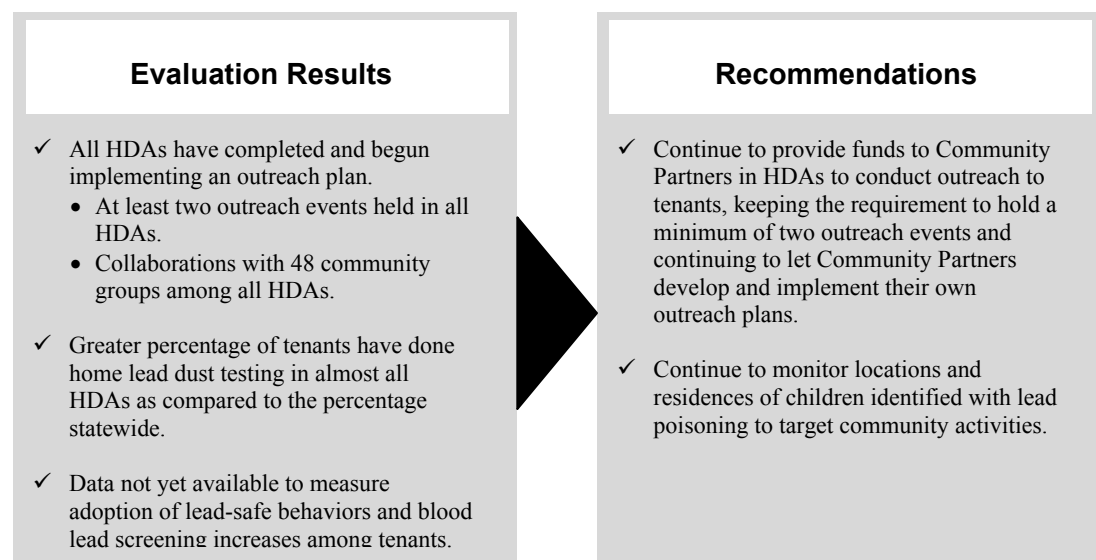 Evaluation Results
✓ All HDAs have completed and begun
implementing an outreach plan.
• At least two outreach events held in all
HDAs.
• Collaborations with 48 community
groups among all HDAs.
✓ Greater percentage of tenants have done
home lead dust testing in almost all
HDAs as compared to the percentage
statewide.
✓ Data not yet available to measure
adoption of lead-safe behaviors and blood
lead screening increases among tenants.
Recommendations
✓ Continue to provide funds to Community
Partners in HDAs to conduct outreach to
tenants, keeping the requirement to hold a
minimum of two outreach events and
continuing to let Community Partners
develop and implement their own
outreach plans.
✓ Continue to monitor locations and
residences of children identified with lead
poisoning to target community activities.